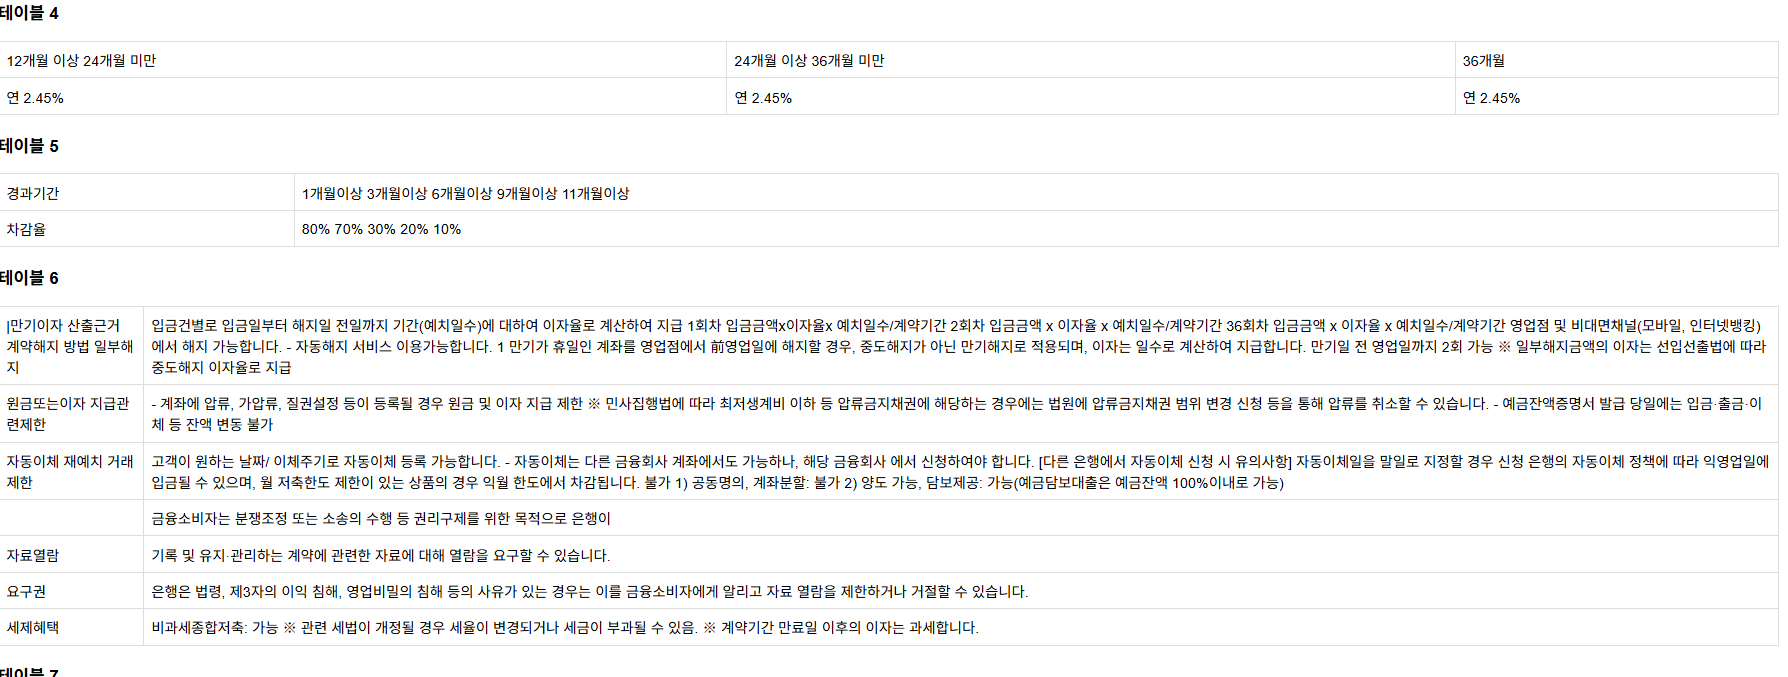 테이블 4
12개월 이상 24개월 미만 24개월 이상 36개월 미만 36개월
연 2.45% 연 2.45% 연 2.45%
테이블 5
경과기간 1개월이상 3개월이상 6개월이상 9개월이상 11개월이상
차감율 80% 70% 30% 20% 10%
테이블 6
|만기이자 산출근거
계약해지 방법 일부해
지
입금건별로 입금일부터 해지일 전일까지 기간(예치일수)에 대하여 이자율로 계산하여 지급 1회차 입금금액x이자율x 예치일수/계약기간 2회차 입금금액 x 이자율 x 예치일수/계약기간 36회차 입금금액 x 이자율 x 예치일수/계약기간 영업점 및 비대면채널(모바일, 인터넷뱅킹)
에서 해지 가능합니다. - 자동해지 서비스 이용가능합니다. 1 만기가 휴일인 계좌를 영업점에서 前영업일에 해지할 경우, 중도해지가 아닌 만기해지로 적용되며, 이자는 일수로 계산하여 지급합니다. 만기일 전 영업일까지 2회 가능 ※ 일부해지금액의 이자는 선입선출법에 따라
중도해지 이자율로 지급
원금또는이자 지급관
련제한
- 계좌에 압류, 가압류, 질권설정 등이 등록될 경우 원금 및 이자 지급 제한 ※ 민사집행법에 따라 최저생계비 이하 등 압류금지채권에 해당하는 경우에는 법원에 압류금지채권 범위 변경 신청 등을 통해 압류를 취소할 수 있습니다. - 예금잔액증명서 발급 당일에는 입금·출금·이
체 등 잔액 변동 불가
자동이체 재예치 거래
제한
고객이 원하는 날짜/ 이체주기로 자동이체 등록 가능합니다. - 자동이체는 다른 금융회사 계좌에서도 가능하나, 해당 금융회사 에서 신청하여야 합니다. [다른 은행에서 자동이체 신청 시 유의사항] 자동이체일을 말일로 지정할 경우 신청 은행의 자동이체 정책에 따라 익영업일에
입금될 수 있으며, 월 저축한도 제한이 있는 상품의 경우 익월 한도에서 차감됩니다. 불가 1) 공동명의, 계좌분할: 불가 2) 양도 가능, 담보제공: 가능(예금담보대출은 예금잔액 100%이내로 가능)
금융소비자는 분쟁조정 또는 소송의 수행 등 권리구제를 위한 목적으로 은행이
자료열람 기록 및 유지·관리하는 계약에 관련한 자료에 대해 열람을 요구할 수 있습니다.
요구권 은행은 법령, 제3자의 이익 침해, 영업비밀의 침해 등의 사유가 있는 경우는 이를 금융소비자에게 알리고 자료 열람을 제한하거나 거절할 수 있습니다.
세제혜택 비과세종합저축: 가능 ※ 관련 세법이 개정될 경우 세율이 변경되거나 세금이 부과될 수 있음. ※ 계약기간 만료일 이후의 이자는 과세합니다.
테이블 7